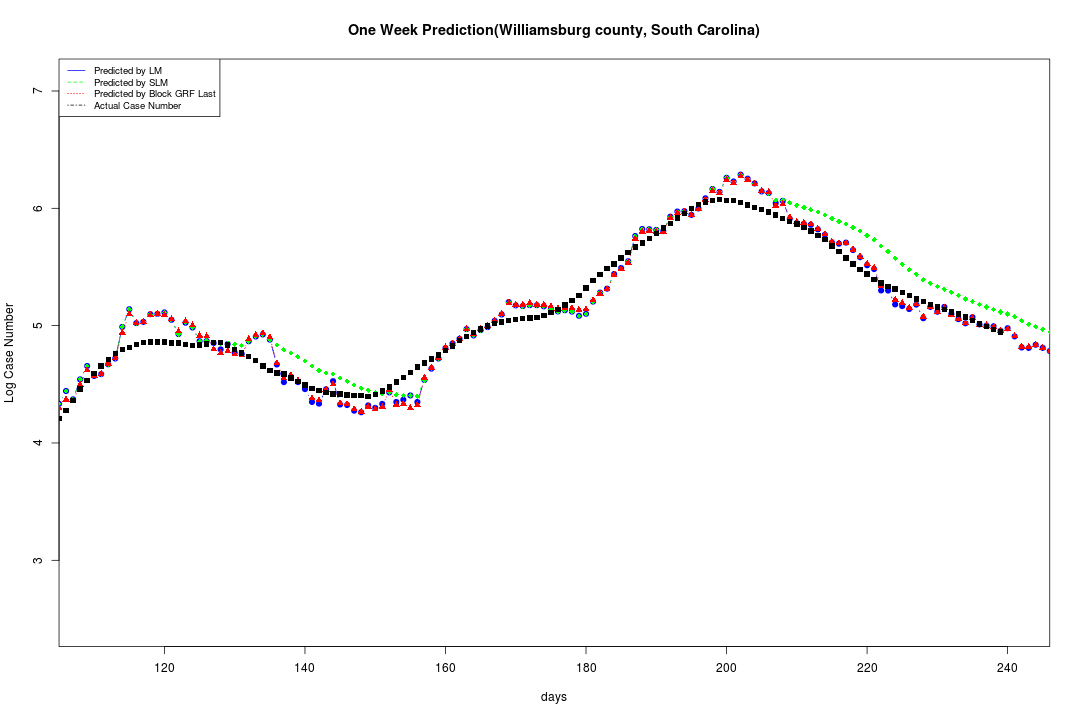 One Week Prediction(Williamsburg county, South Carolina)
Predicted by LM
Predicted by SLM
Predicted by Block GRF Last
Actual Case Number
7
6
5
4
3
Log Case Number
120 140 160 180 200 220 240
days